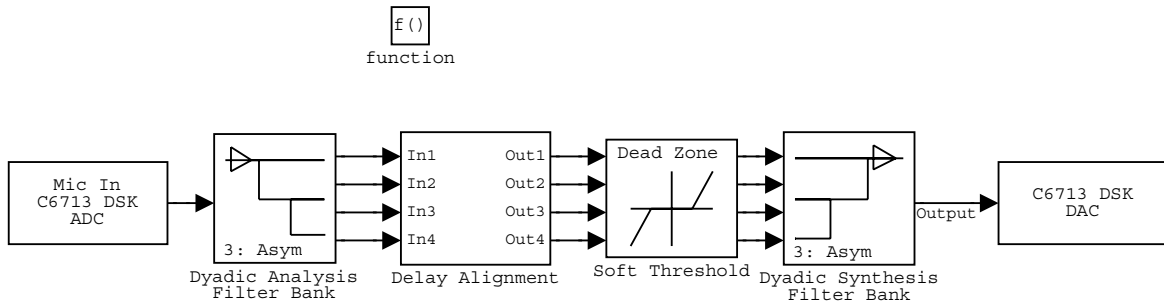 f()
function
Mic In
C6713 DSK
ADC
3: Asym
Dyadic Analysis
Filter Bank
In1
In2
In3
In4
Out1
Out2
Out3
Out4
Delay Alignment
Dead Zone
Soft Threshold
3: Asym
Dyadic Synthesis
Filter Bank
Output
C6713 DSK
DAC